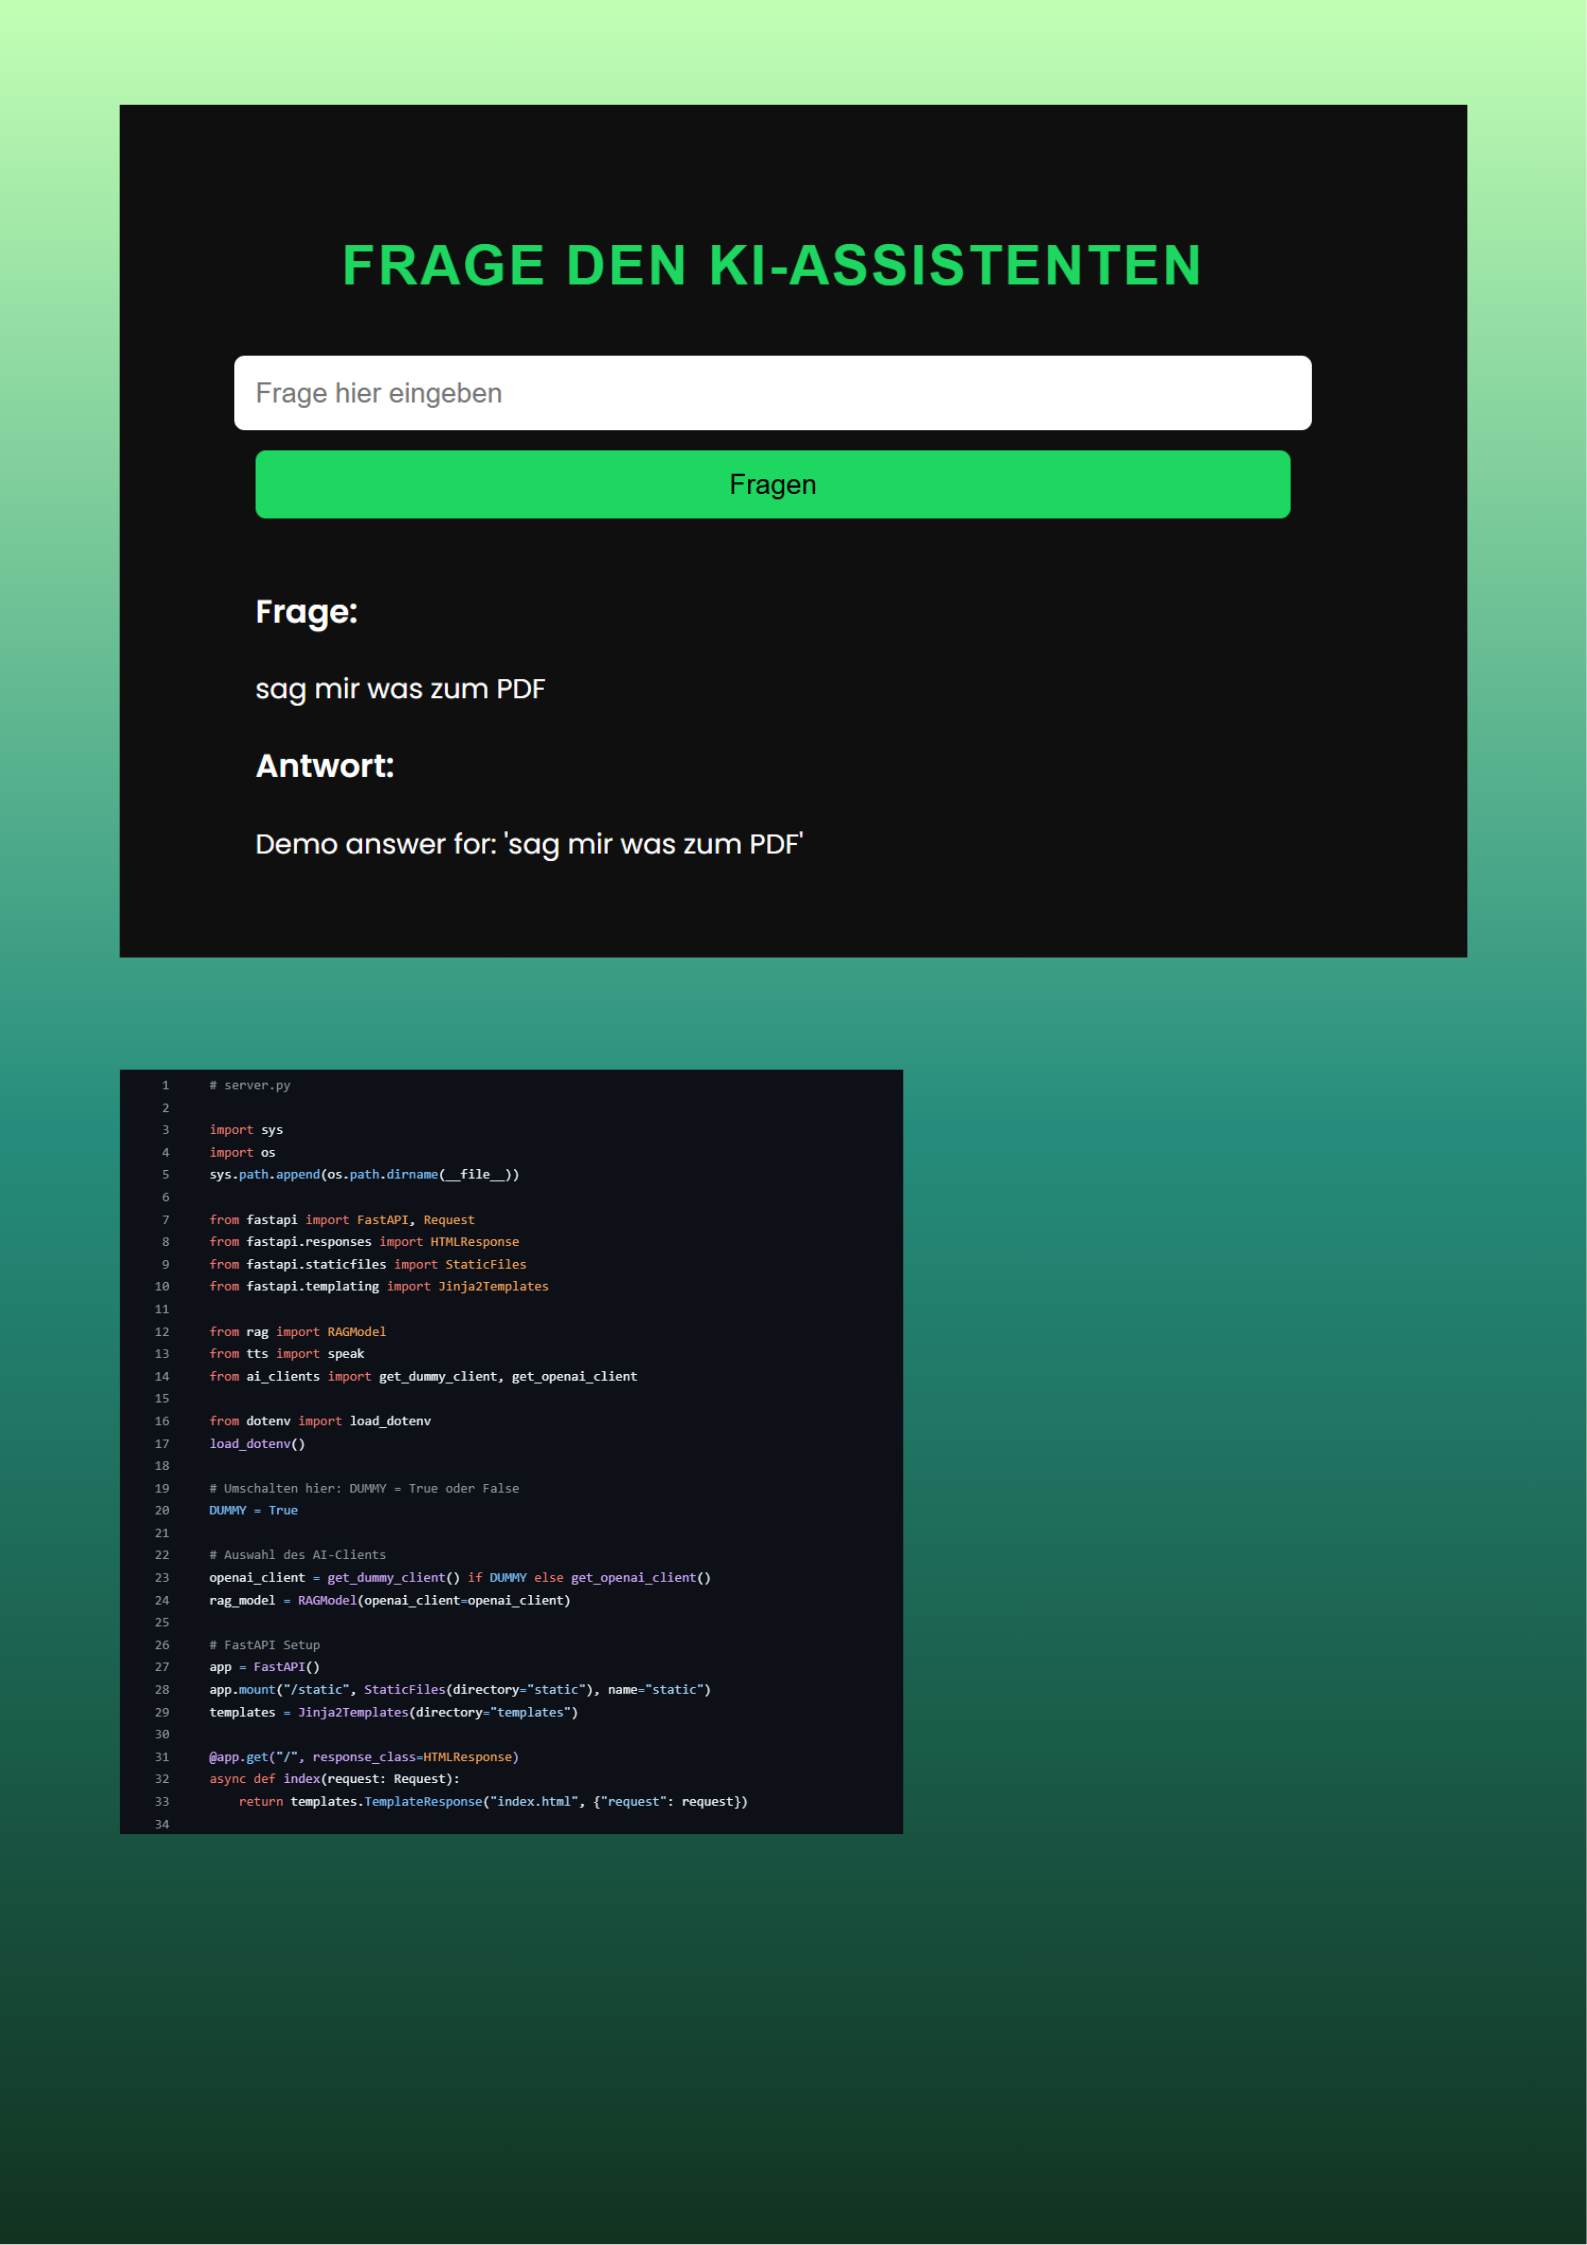 FRAGE DEN KI-ASSISTENTEN
Frage hier eingeben
Fragen
Frage:
sag mir was zum PDF
Antwort:
Demo answer for: 'sag mir was zum PDF'
1 # server.py
2
3 import sys
4 import os
5 sys.path.append(os.path.dirname(__file__))
6
7 from fastapi import FastAPI, Request
8 from fastapi.responses import HTMLResponse
9 from fastapi.staticfiles import StaticFiles
10 from fastapi.templating import Jinja2Templates
11
12 from rag import RAGModel
13 from tts import speak
14 from ai_clients import get_dummy_client, get_openai_client
15
16 from dotenv import load_dotenv
17 load_dotenv()
18
19 # Umschalten hier: DUMMY = True oder False
20 DUMMY = True
21
22 # Auswahl des AI-Clients
23 openai_client = get_dummy_client() if DUMMY else get_openai_client()
24 rag_model = RAGModel(openai_client=openai_client)
25
26 # FastAPI Setup
27 app = FastAPI()
28 app.mount("/static", StaticFiles(directory="static"), name="static")
29 templates = Jinja2Templates(directory="templates")
30
31 @app.get("/", response_class=HTMLResponse)
32 async def index(request: Request):
33     return templates.TemplateResponse("index.html", {"request": request})
34